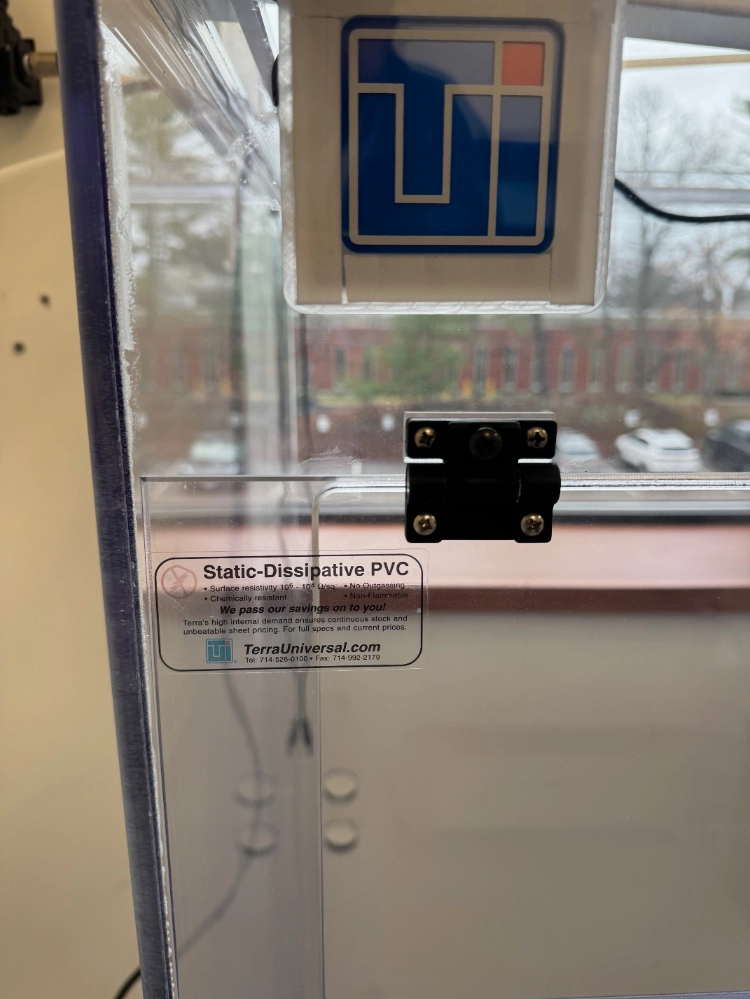 Static-Dissipative PVC
• Surface resistivity 10⁶ - 10⁸ Ω/sq. • No Outgassing
• Chemically resistant • Non-Flammable
We pass our savings on to you!
Terra's high internal demand ensures continuous stock and
unbeatable sheet pricing. For full specs and current prices:
TerraUniversal.com
Tel: 714-526-0100 • Fax: 714-992-2179